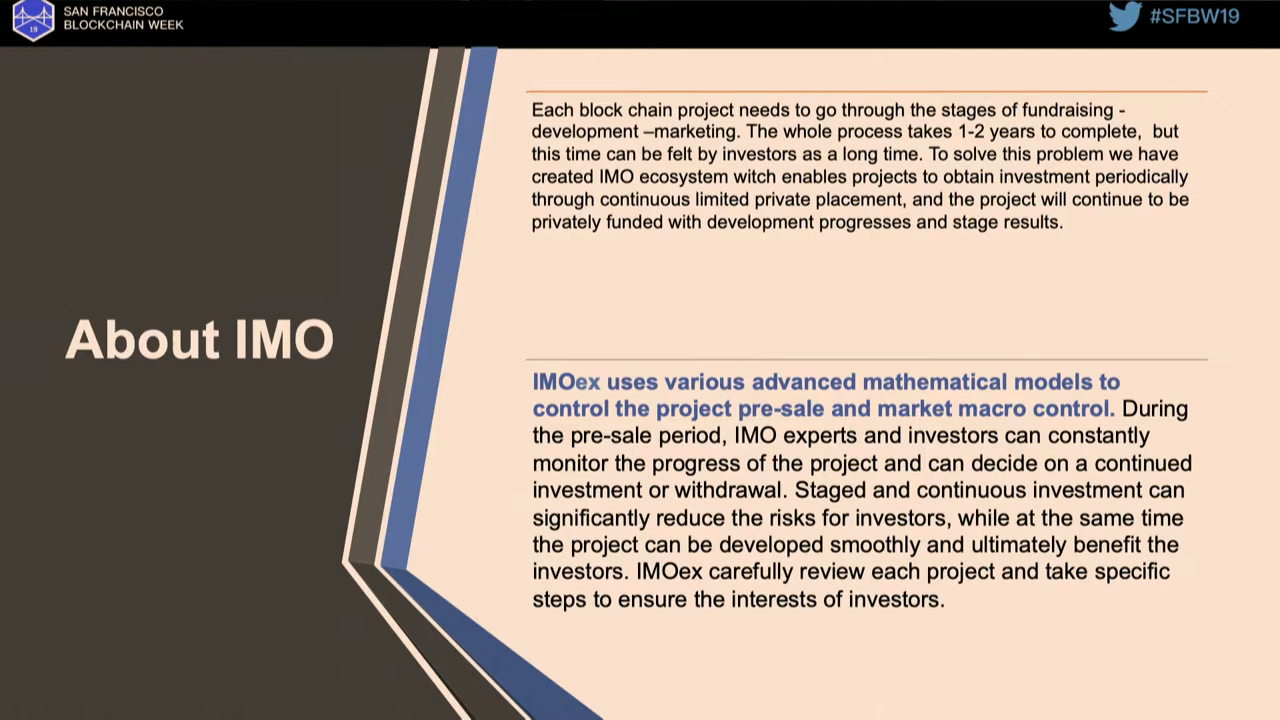 SAN FRANCISCO
BLOCKCHAIN WEEK
19
#SFBW19
About IMO
Each block chain project needs to go through the stages of fundraising -
development –marketing. The whole process takes 1-2 years to complete, but
this time can be felt by investors as a long time. To solve this problem we have
created IMO ecosystem witch enables projects to obtain investment periodically
through continuous limited private placement, and the project will continue to be
privately funded with development progresses and stage results.
IMOex uses various advanced mathematical models to
control the project pre-sale and market macro control. During
the pre-sale period, IMO experts and investors can constantly
monitor the progress of the project and can decide on a continued
investment or withdrawal. Staged and continuous investment can
significantly reduce the risks for investors, while at the same time
the project can be developed smoothly and ultimately benefit the
investors. IMOex carefully review each project and take specific
steps to ensure the interests of investors.